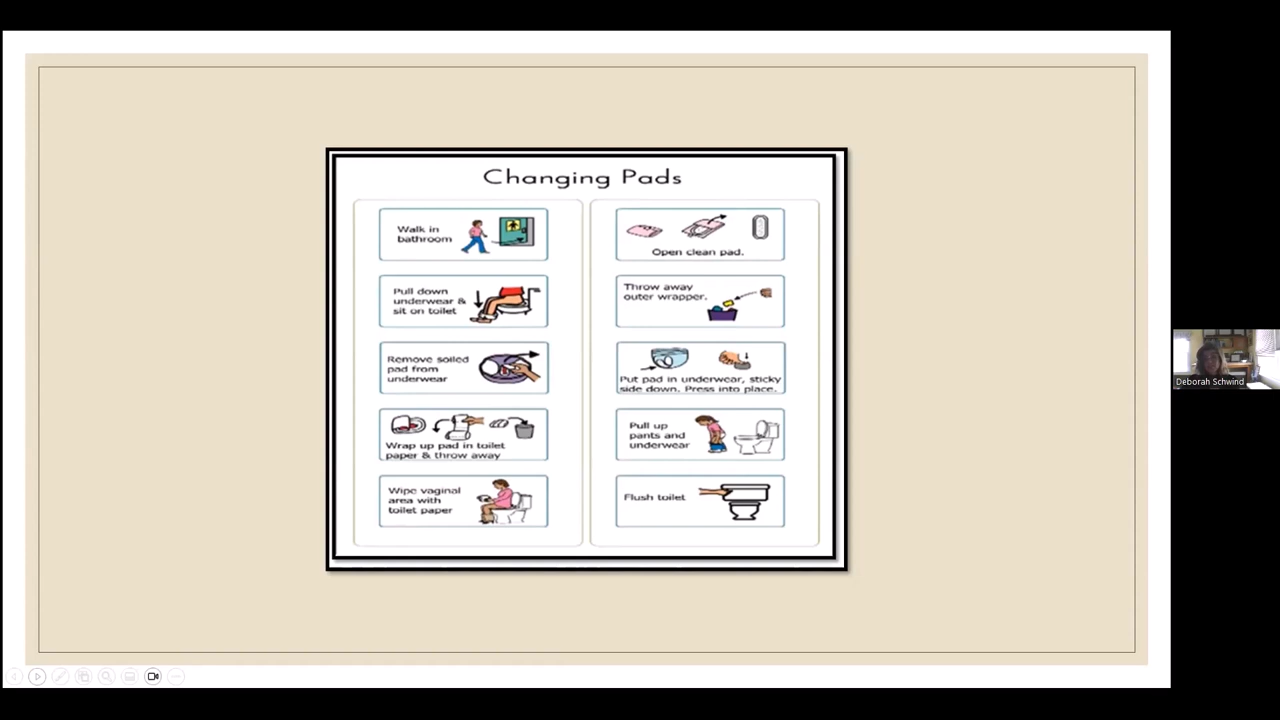 Changing Pads
Walk in
bathroom
Pull down
underwear &
sit on toilet
Remove soiled
pad from
underwear
Wrap up pad in toilet
paper & throw away
Wipe vaginal
area with
toilet paper
Open clean pad.
Throw away
outer wrapper.
Put pad in underwear, sticky
side down. Press into place.
Pull up
pants and
underwear
Flush toilet
Deborah Schwind